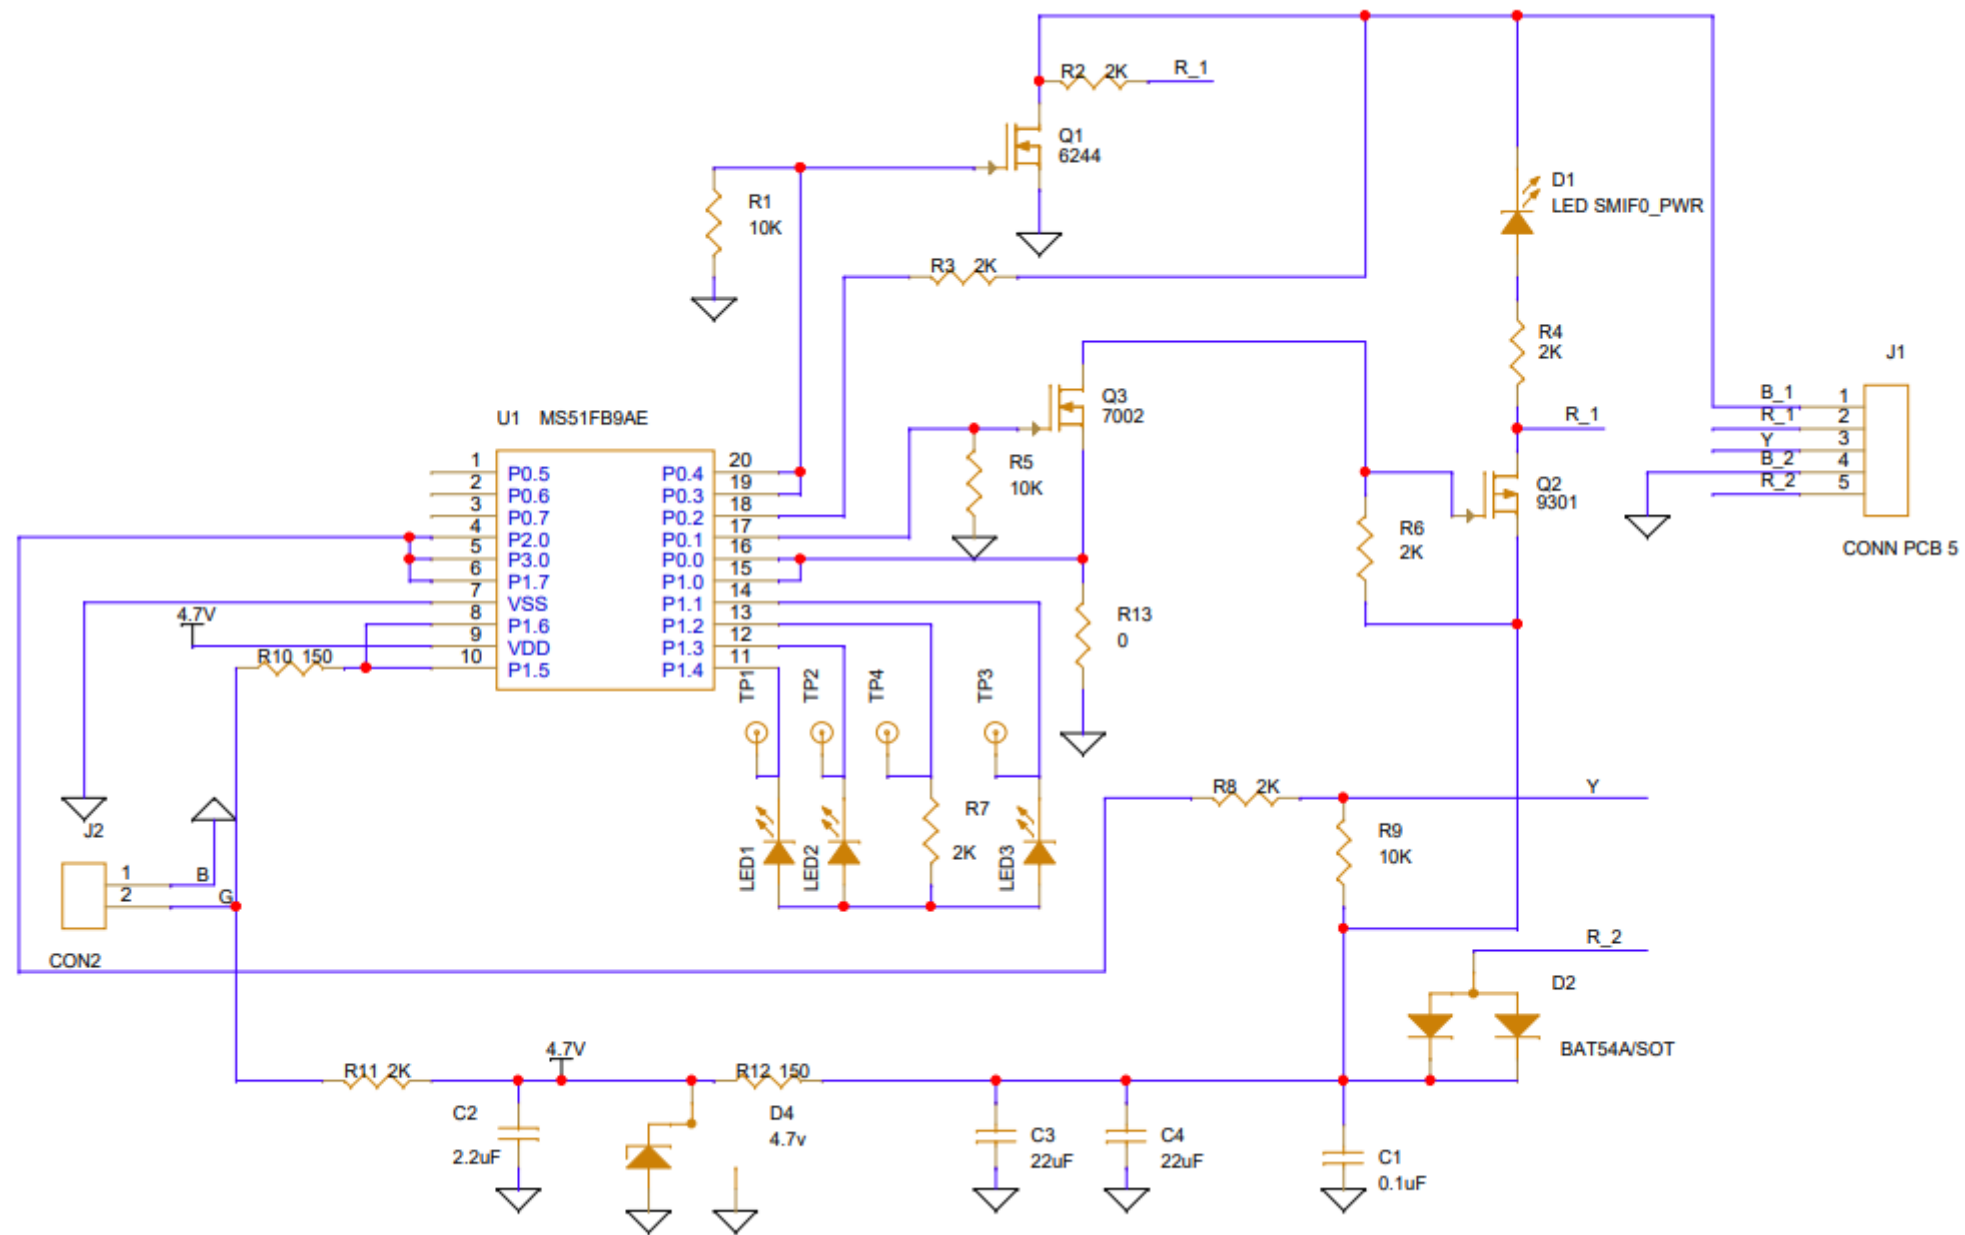 R2 2K
R_1
Q1
6244
R1
10K
D1
LED SMIF0_PWR
R3 2K
R4
2K
J1
Q3
7002
U1 MS51FB9AE
B_1 1
R_1 2
Y 3
B_2 4
R_2 5
R_1
R5
10K
Q2
9301
CONN PCB 5
R6
2K
1 P0.5 P0.4 20
2 P0.6 P0.3 19
3 P0.7 P0.2 18
4 P2.0 P0.1 17
5 P3.0 P0.0 16
6 P1.7 P1.0 15
7 VSS P1.1 14
8 P1.6 P1.2 13
9 VDD P1.3 12
10 P1.5 P1.4 11
4.7V
R10 150
R13
0
TP1
TP2
TP4
TP3
R8 2K
Y
J2
1 B
2 G
CON2
LED1
LED2
R7
2K
LED3
R9
10K
R_2
D2
BAT54A/SOT
R11 2K
4.7V
R12 150
C2
2.2uF
D4
4.7v
C3
22uF
C4
22uF
C1
0.1uF